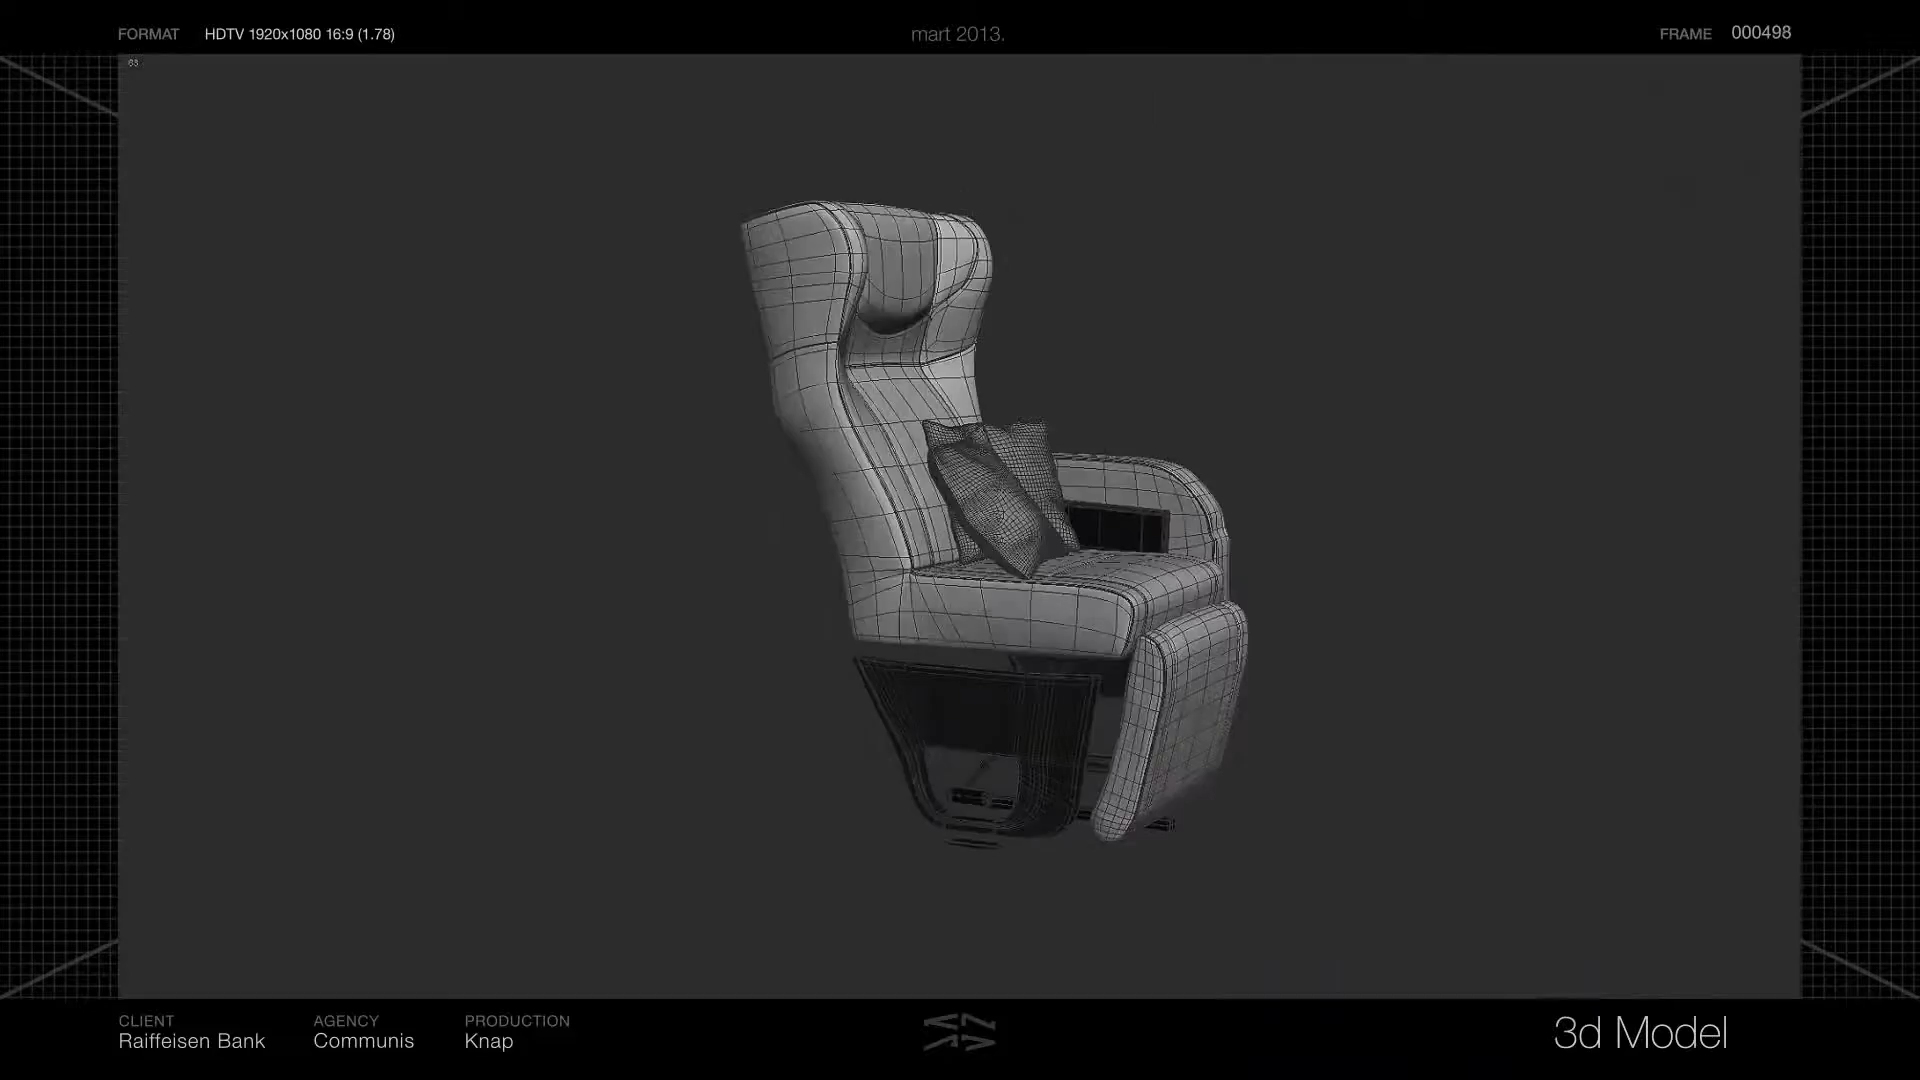 FORMAT HDTV 1920x1080 16:9 (1.78)
mart 2013.
FRAME 000498
63
CLIENT
Raiffeisen Bank
AGENCY
Communis
PRODUCTION
Knap
3d Model